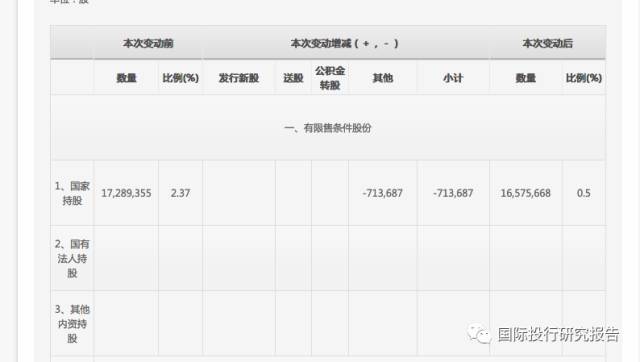 单位：股
本次变动前 本次变动增减（＋，－） 本次变动后
数量 比例(%) 发行新股 送股 公积金 其他 小计 数量 比例(%)
转股
一、有限售条件股份
1、国家
持股 17,289,355 2.37 -713,687 -713,687 16,575,668 0.5
2、国有
法人持
股
3、其他
内资持
股
国际投行研究报告